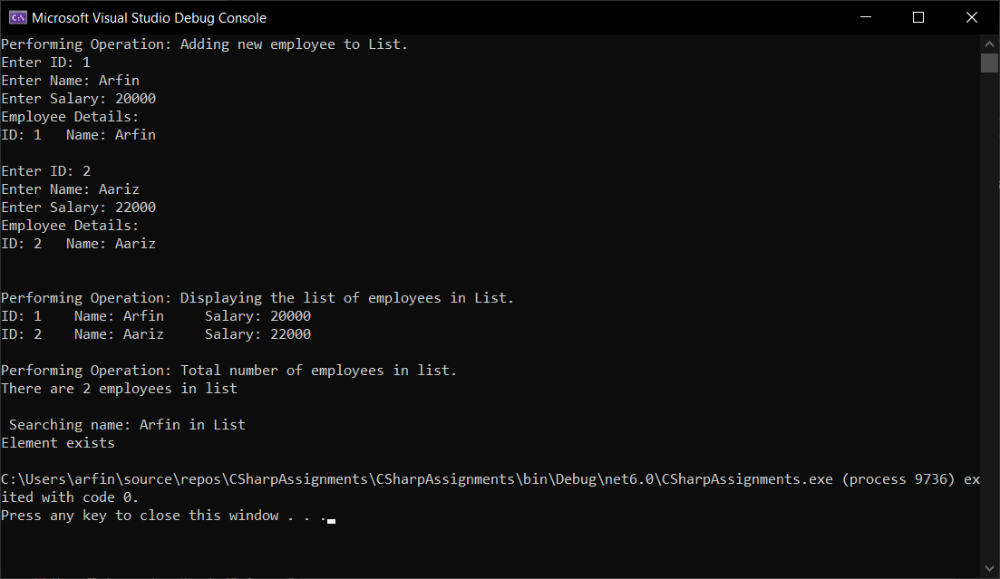 Microsoft Visual Studio Debug Console
Performing Operation: Adding new employee to List.
Enter ID: 1
Enter Name: Arfin
Enter Salary: 20000
Employee Details:
ID: 1   Name: Arfin
Enter ID: 2
Enter Name: Aariz
Enter Salary: 22000
Employee Details:
ID: 2   Name: Aariz
Performing Operation: Displaying the list of employees in List.
ID: 1    Name: Arfin     Salary: 20000
ID: 2    Name: Aariz     Salary: 22000
Performing Operation: Total number of employees in list.
There are 2 employees in list
Searching name: Arfin in List
Element exists
C:\Users\arfin\source\repos\CSharpAssignments\CSharpAssignments\bin\Debug\net6.0\CSharpAssignments.exe (process 9736) ex
ited with code 0.
Press any key to close this window . . .